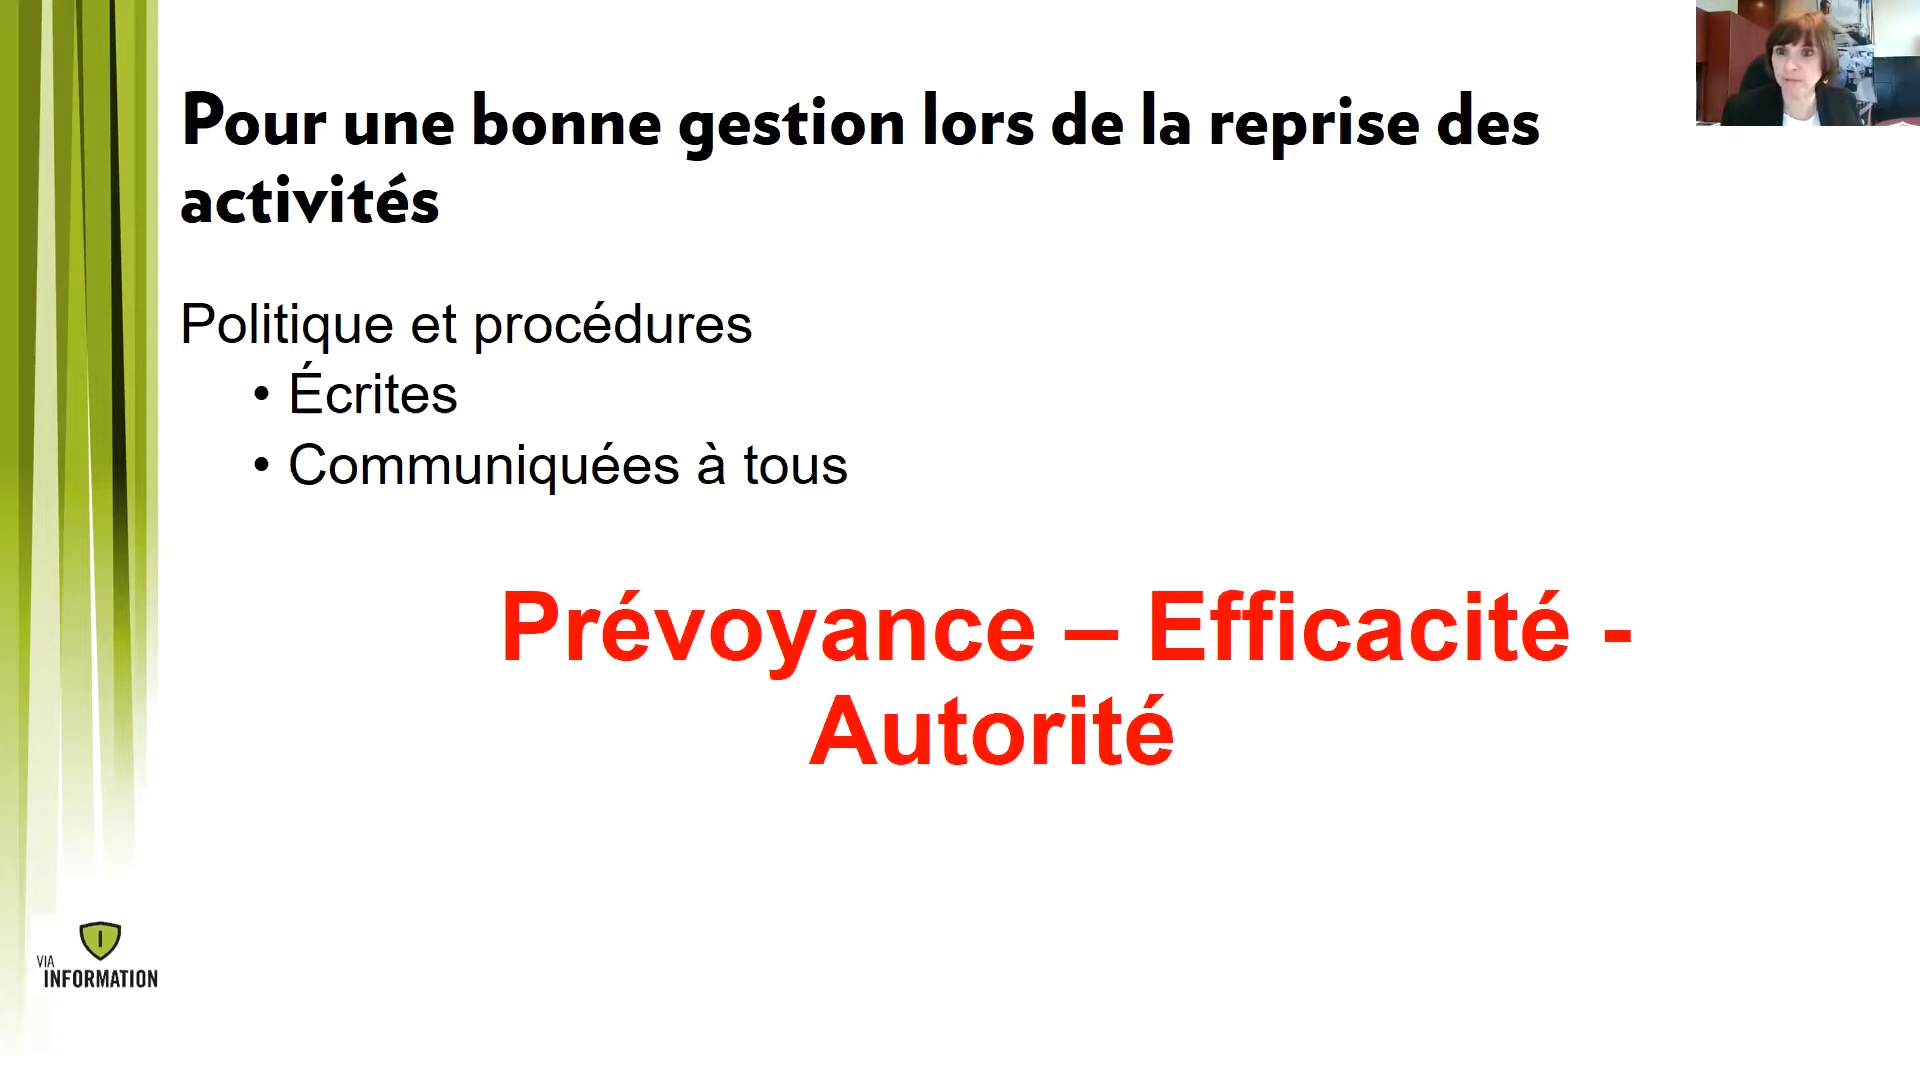 Pour une bonne gestion lors de la reprise des
activités
Politique et procédures
• Écrites
• Communiquées à tous
Prévoyance – Efficacité -
Autorité
I
VIA
INFORMATION